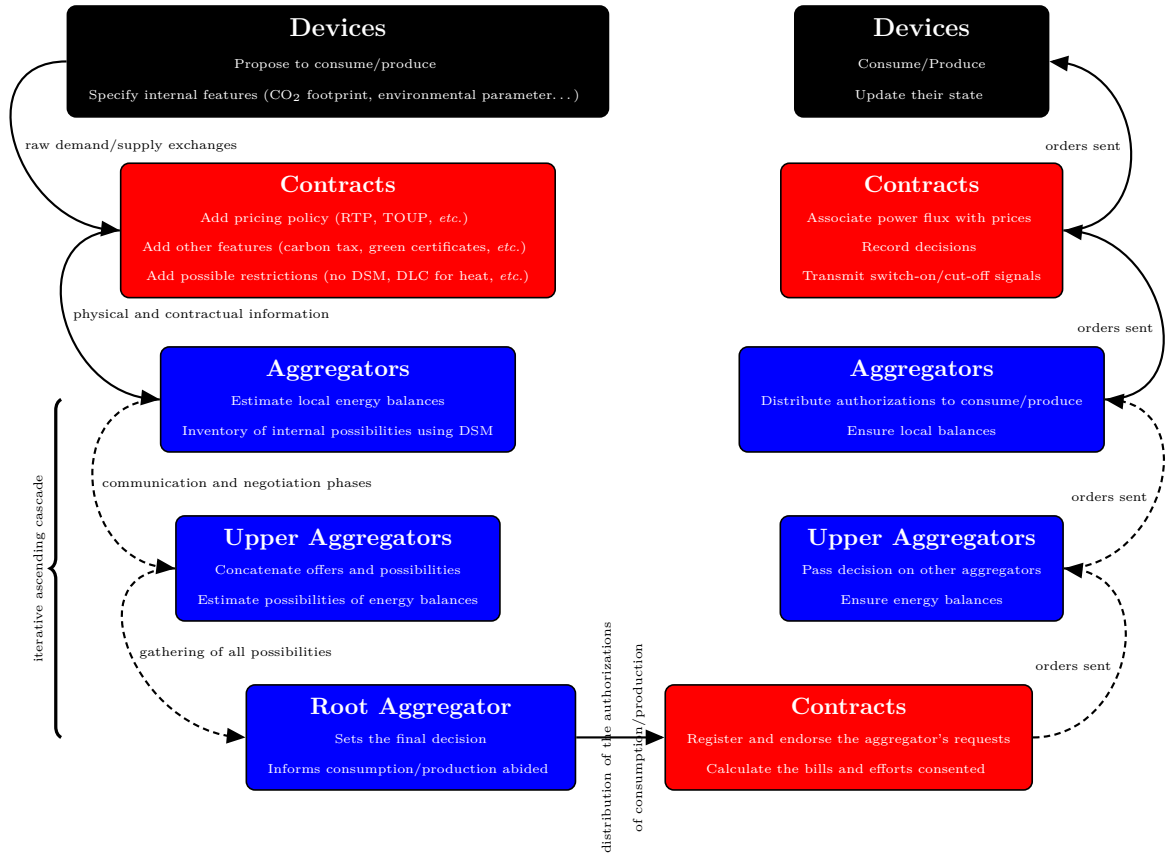 Devices
Propose to consume/produce
Specify internal features (CO₂ footprint, environmental parameter...)
raw demand/supply exchanges
Contracts
Add pricing policy (RTP, TOUP, etc.)
Add other features (carbon tax, green certificates, etc.)
Add possible restrictions (no DSM, DLC for heat, etc.)
physical and contractual information
Aggregators
Estimate local energy balances
Inventory of internal possibilities using DSM
communication and negotiation phases
iterative ascending cascade
Upper Aggregators
Concatenate offers and possibilities
Estimate possibilities of energy balances
gathering of all possibilities
Root Aggregator
Sets the final decision
Informs consumption/production abided
distribution of the authorizations
of consumption/production
Devices
Consume/Produce
Update their state
orders sent
Contracts
Associate power flux with prices
Record decisions
Transmit switch-on/cut-off signals
orders sent
Aggregators
Distribute authorizations to consume/produce
Ensure local balances
orders sent
Upper Aggregators
Pass decision on other aggregators
Ensure energy balances
orders sent
Contracts
Register and endorse the aggregator's requests
Calculate the bills and efforts consented